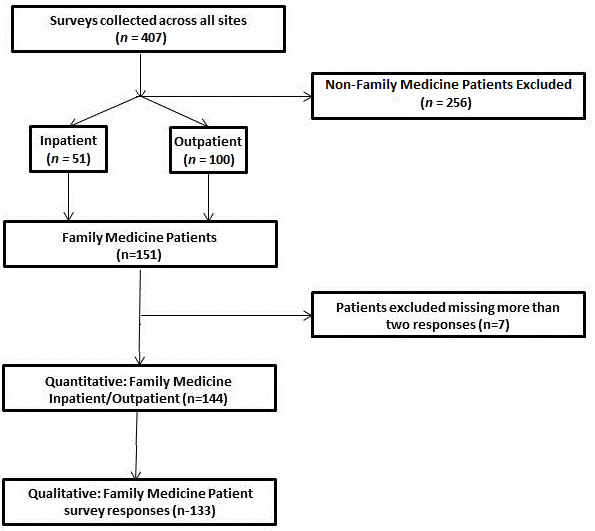 Surveys collected across all sites
(n = 407)
Non-Family Medicine Patients Excluded
(n = 256)
Inpatient
(n = 51)
Outpatient
(n = 100)
Family Medicine Patients
(n=151)
Patients excluded missing more than
two responses (n=7)
Quantitative: Family Medicine
Inpatient/Outpatient (n=144)
Qualitative: Family Medicine Patient
survey responses (n-133)